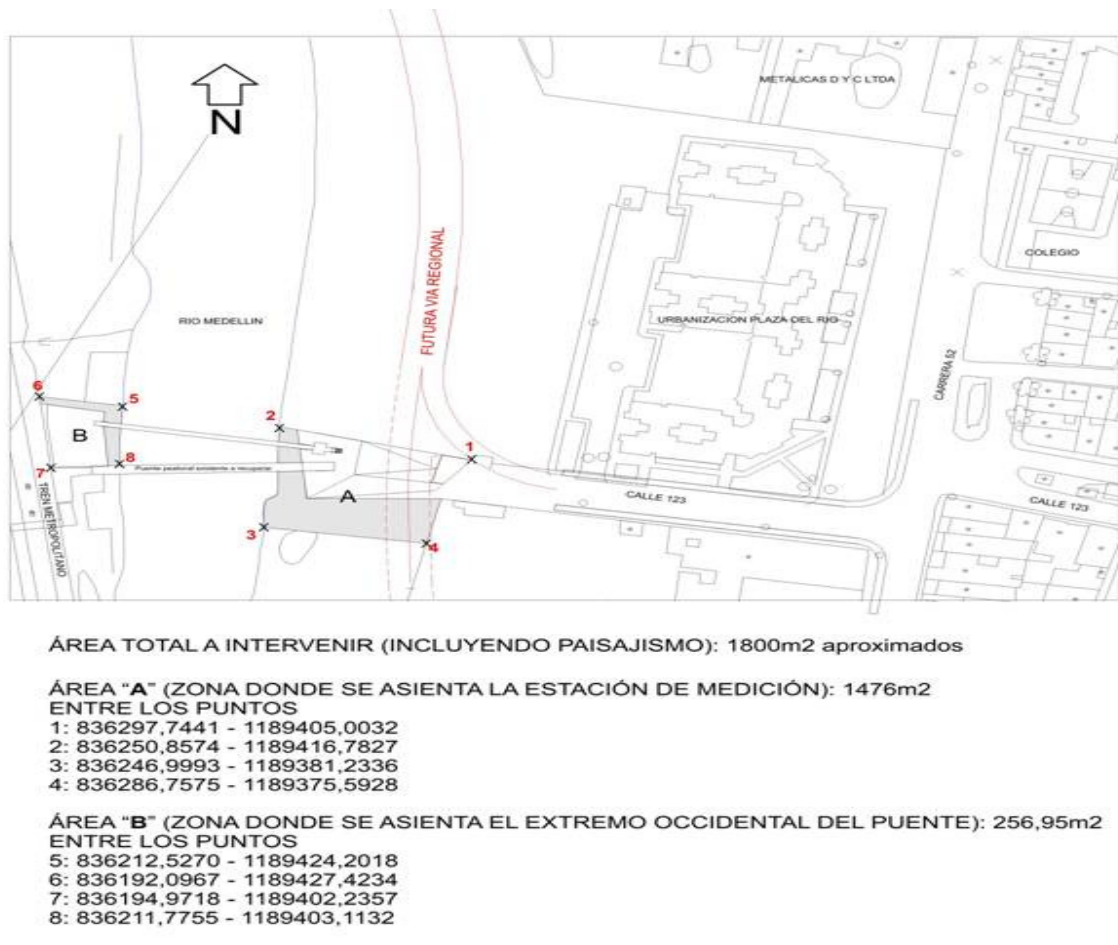 N
METALICAS D Y C LTDA
COLEGIO
FUTURA VIA REGIONAL
RIO MEDELLIN
URBANIZACION PLAZA DEL RIO
CARRERA 52
6
5
2
B
1
8
7
Puente peatonal existente a recuperar
A
CALLE 123
CALLE 123
TREN METROPOLITANO
3
4
ÁREA TOTAL A INTERVENIR (INCLUYENDO PAISAJISMO): 1800m2 aproximados
ÁREA "A" (ZONA DONDE SE ASIENTA LA ESTACIÓN DE MEDICIÓN): 1476m2
ENTRE LOS PUNTOS
1: 836297,7441 - 1189405,0032
2: 836250,8574 - 1189416,7827
3: 836246,9993 - 1189381,2336
4: 836286,7575 - 1189375,5928
ÁREA "B" (ZONA DONDE SE ASIENTA EL EXTREMO OCCIDENTAL DEL PUENTE): 256,95m2
ENTRE LOS PUNTOS
5: 836212,5270 - 1189424,2018
6: 836192,0967 - 1189427,4234
7: 836194,9718 - 1189402,2357
8: 836211,7755 - 1189403,1132